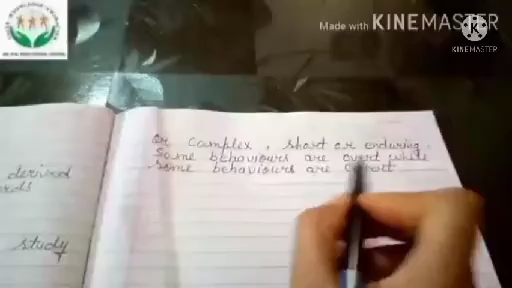 Made with KINEMASTER
KINEMASTER
Or Complex, Short or enduring.
Some behaviours are overt while
some behaviours are
derived
study